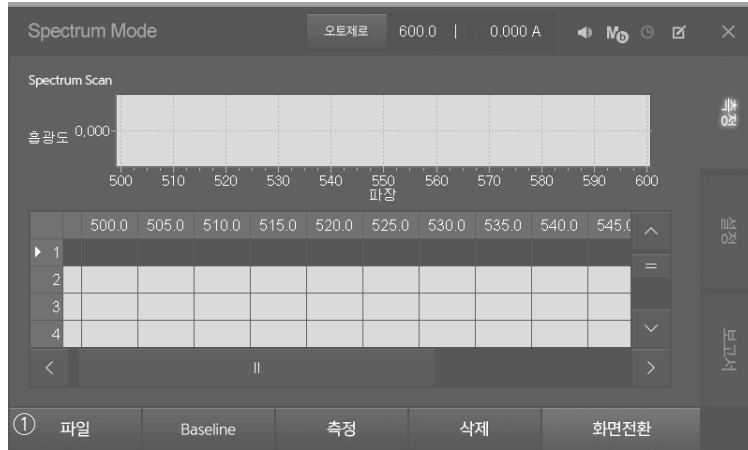 Spectrum Mode 오토제로 600.0 | 0.000 A M D
Spectrum Scan
흡광도 0,000
500 510 520 530 540 550 560 570 580 590 600
파장
500.0 505.0 510.0 515.0 520.0 525.0 530.0 535.0 540.0 545.0
1
2
3
4
① 파일 Baseline 측정 삭제 화면전환
측정
설정
보고서